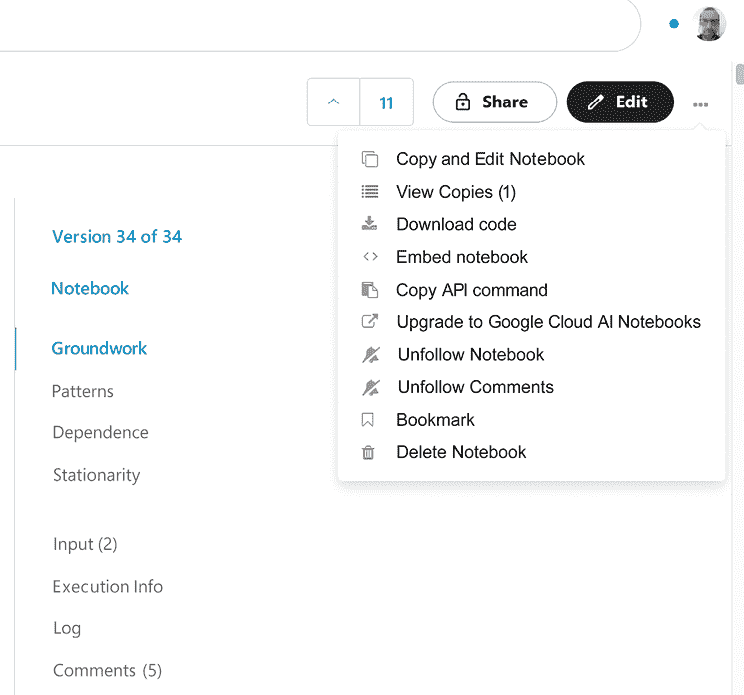 11
Share
Edit
Copy and Edit Notebook
View Copies (1)
Download code
Embed notebook
Copy API command
Upgrade to Google Cloud AI Notebooks
Unfollow Notebook
Unfollow Comments
Bookmark
Delete Notebook
Version 34 of 34
Notebook
Groundwork
Patterns
Dependence
Stationarity
Input (2)
Execution Info
Log
Comments (5)